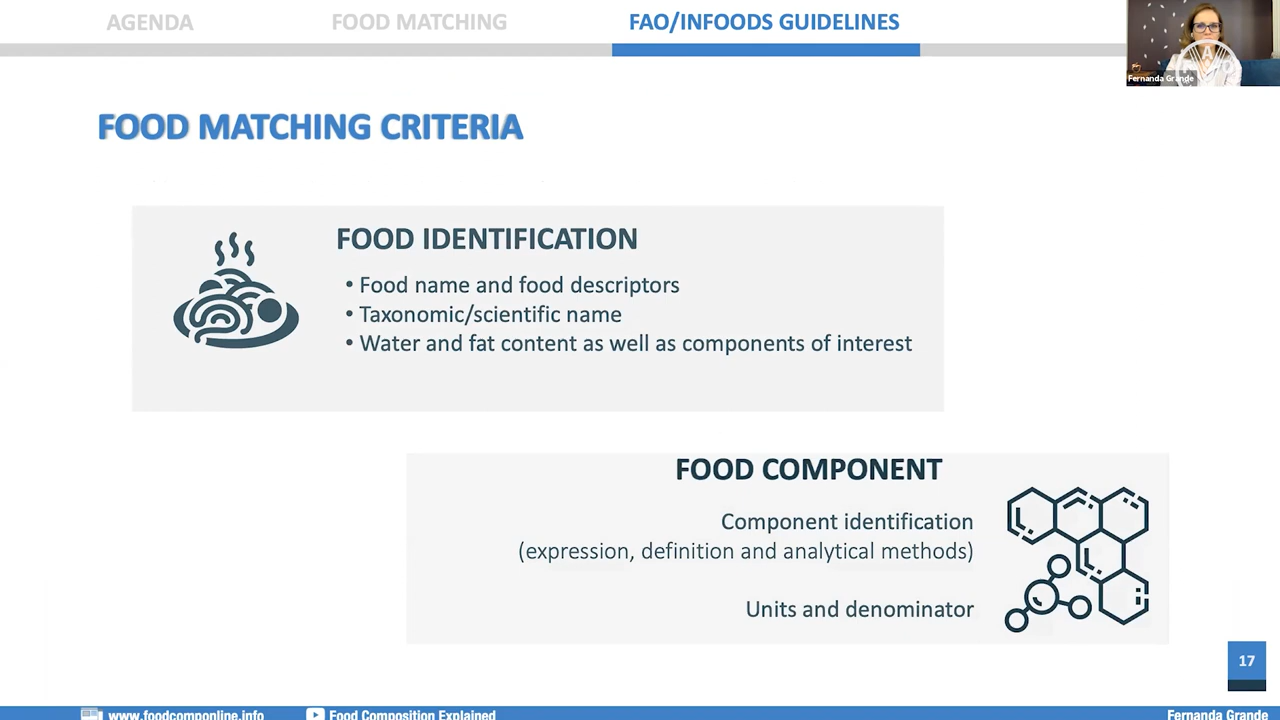 AGENDA
FOOD MATCHING
FAO/INFOODS GUIDELINES
Fernanda Grande
FOOD MATCHING CRITERIA
FOOD IDENTIFICATION
• Food name and food descriptors
• Taxonomic/scientific name
• Water and fat content as well as components of interest
FOOD COMPONENT
Component identification
(expression, definition and analytical methods)
Units and denominator
17
www.foodcomponline.info
Food Composition Explained
Fernanda Grande